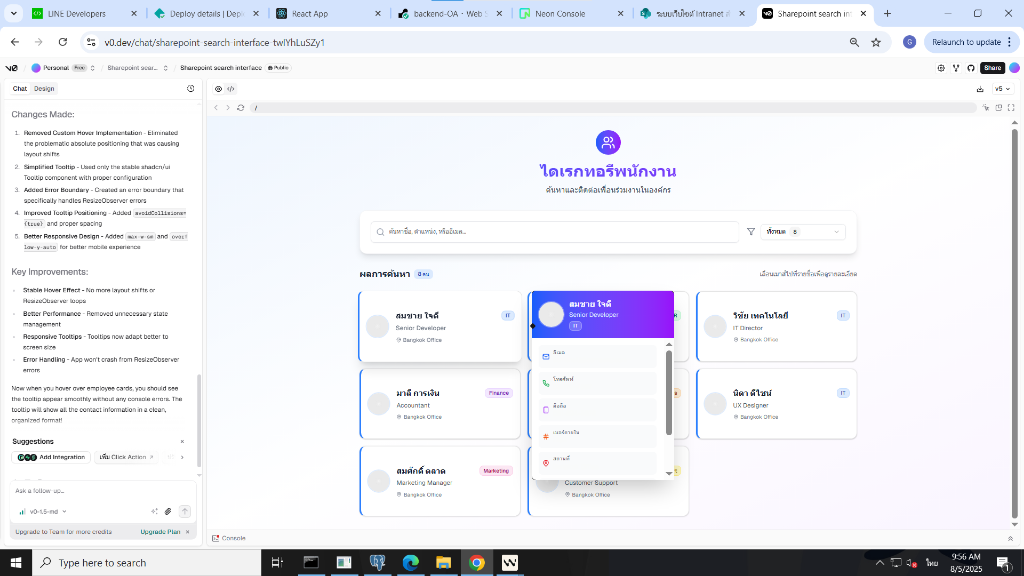 LINE Developers
Deploy details | Dep
React App
backend-OA - Web S
Neon Console
ระบบเว็บไซต์ Intranet ส
Sharepoint search int
v0.dev/chat/sharepoint-search-interface-twIYhLuSZy1
G
Relaunch to update
v0
Personal
Free
Sharepoint sear...
Sharepoint search interface
Public
Share
Chat
Design
v5
/
Changes Made:
1. Removed Custom Hover Implementation - Eliminated
the problematic absolute positioning that was causing
layout shifts
2. Simplified Tooltip - Used only the stable shadcn/ui
Tooltip component with proper configuration
3. Added Error Boundary - Created an error boundary that
specifically handles ResizeObserver errors
4. Improved Tooltip Positioning - Added avoidCollisions=
{true} and proper spacing
5. Better Responsive Design - Added max-w-sm and overf
low-y-auto for better mobile experience
Key Improvements:
Stable Hover Effect - No more layout shifts or
ResizeObserver loops
Better Performance - Removed unnecessary state
management
Responsive Tooltips - Tooltips now adapt better to
screen size
Error Handling - App won't crash from ResizeObserver
errors
Now when you hover over employee cards, you should see
the tooltip appear smoothly without any console errors. The
tooltip will show all the contact information in a clean,
organized format!
Suggestions
Add Integration
เพิ่ม Click Action
Ask a follow-up...
v0-1.5-md
Upgrade to Team for more credits
Upgrade Plan
ไดเรกทอรีพนักงาน
ค้นหาและติดต่อเพื่อนร่วมงานในองค์กร
ค้นหาชื่อ, ตำแหน่ง, หรืออีเมล...
ทั้งหมด
ผลการค้นหา
8 คน
เลื่อนเมาส์ไปที่รายชื่อเพื่อดูรายละเอียด
สมชาย ใจดี
IT
Senior Developer
Bangkok Office
สมชาย ใจดี
Senior Developer
IT
อีเมล
โทรศัพท์
มือถือ
เบอร์ภายใน
สถานที่
วิชัย เทคโนโลยี
IT
IT Director
Bangkok Office
มาลี การเงิน
Finance
Accountant
Bangkok Office
นิดา ดีไซน์
IT
UX Designer
Bangkok Office
สมศักดิ์ ตลาด
Marketing
Marketing Manager
Bangkok Office
Customer Support
Bangkok Office
Console
Type here to search
ไทย
9:56 AM
8/5/2025
1